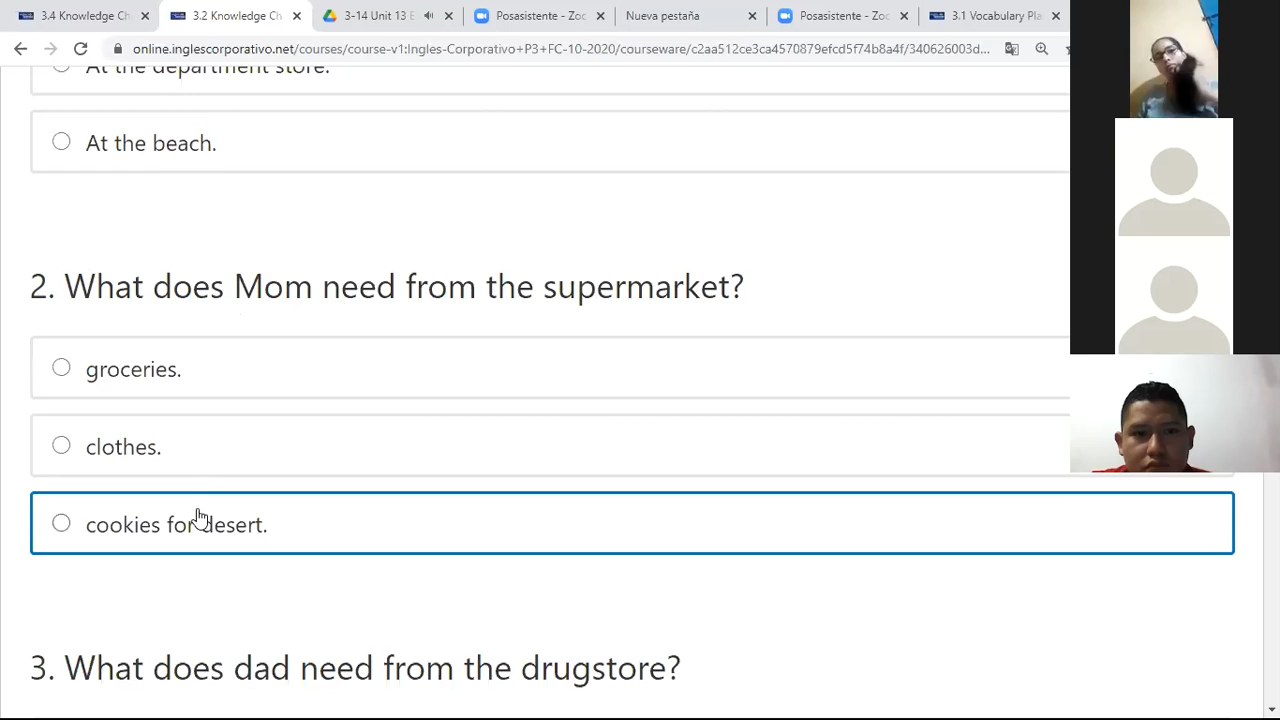 3.4 Knowledge Ch
3.2 Knowledge Ch
3-14 Unit 13 E
Posasistente - Zoc
Nueva pestaña
Posasistente - Zoc
3.1 Vocabulary Pla
online.inglescorporativo.net/courses/course-v1:Ingles-Corporativo+P3+FC-10-2020/courseware/c2aa512ce3ca4570879efcd5f74b8a4f/340626003d...
At the department store.
At the beach.
2. What does Mom need from the supermarket?
groceries.
clothes.
cookies for desert.
3. What does dad need from the drugstore?